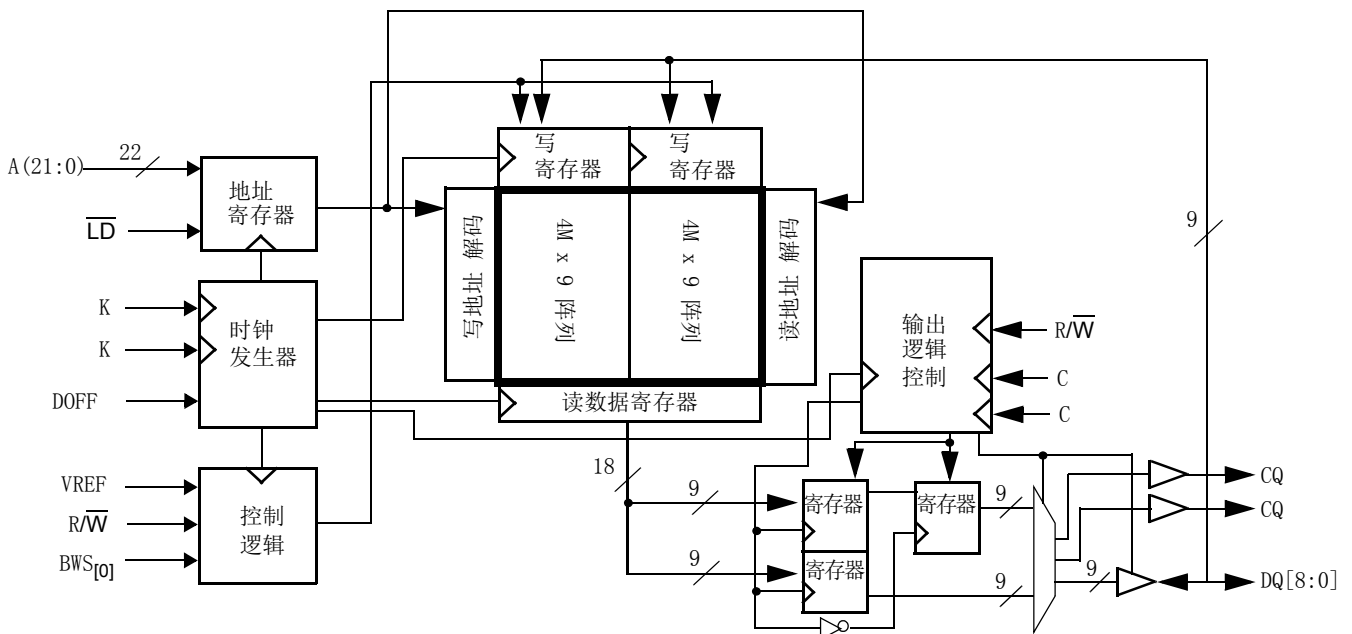 A(21:0)
22
LD
地址
寄存器
K
K
DOFF
时钟
发生器
VREF
R/W
BWS[0]
控制
逻辑
写
寄存器
写
寄存器
写地址 解码
4M x 9 阵列
4M x 9 阵列
读地址 解码
读数据寄存器
输出
逻辑
控制
R/W
C
C
9
18
9
9
寄存器
寄存器
寄存器
9
9
9
CQ
CQ
DQ[8:0]